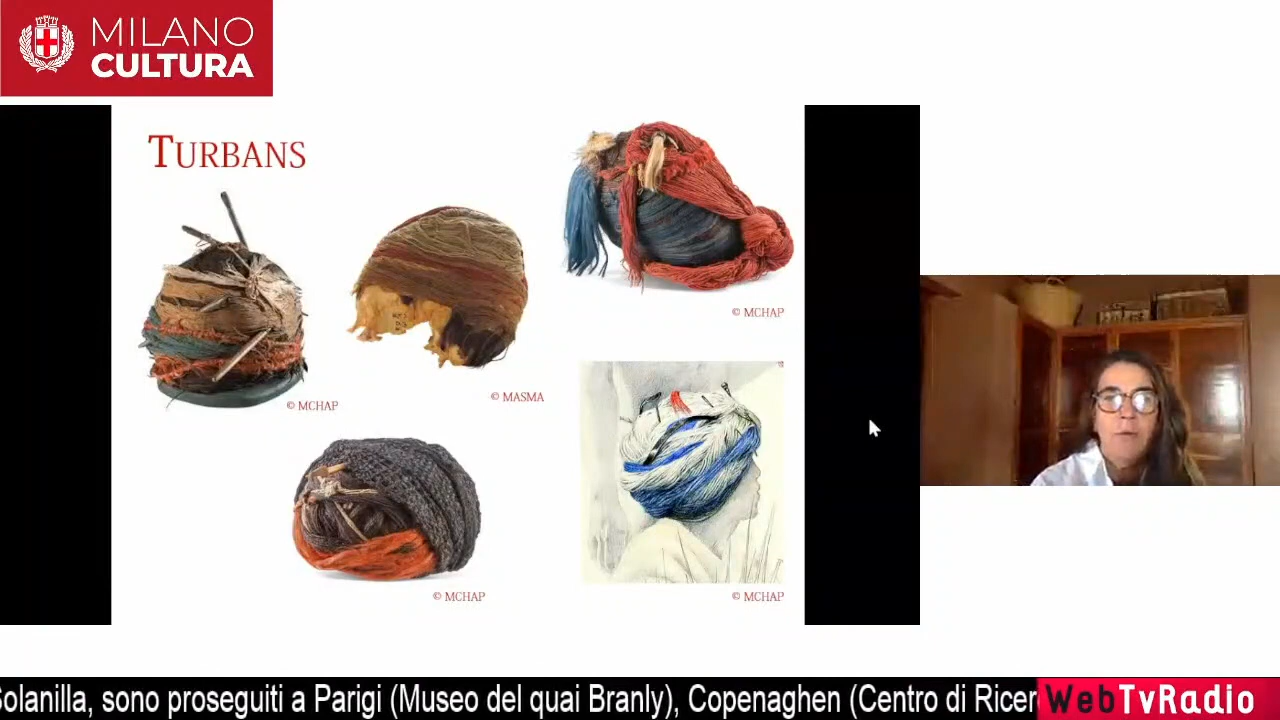 MILANO
CULTURA
TURBANS
© MCHAP
© MCHAP
© MASMA
© MCHAP
© MCHAP
Solanilla, sono proseguiti a Parigi (Museo del quai Branly), Copenaghen (Centro di Ricer
WebTvRadio